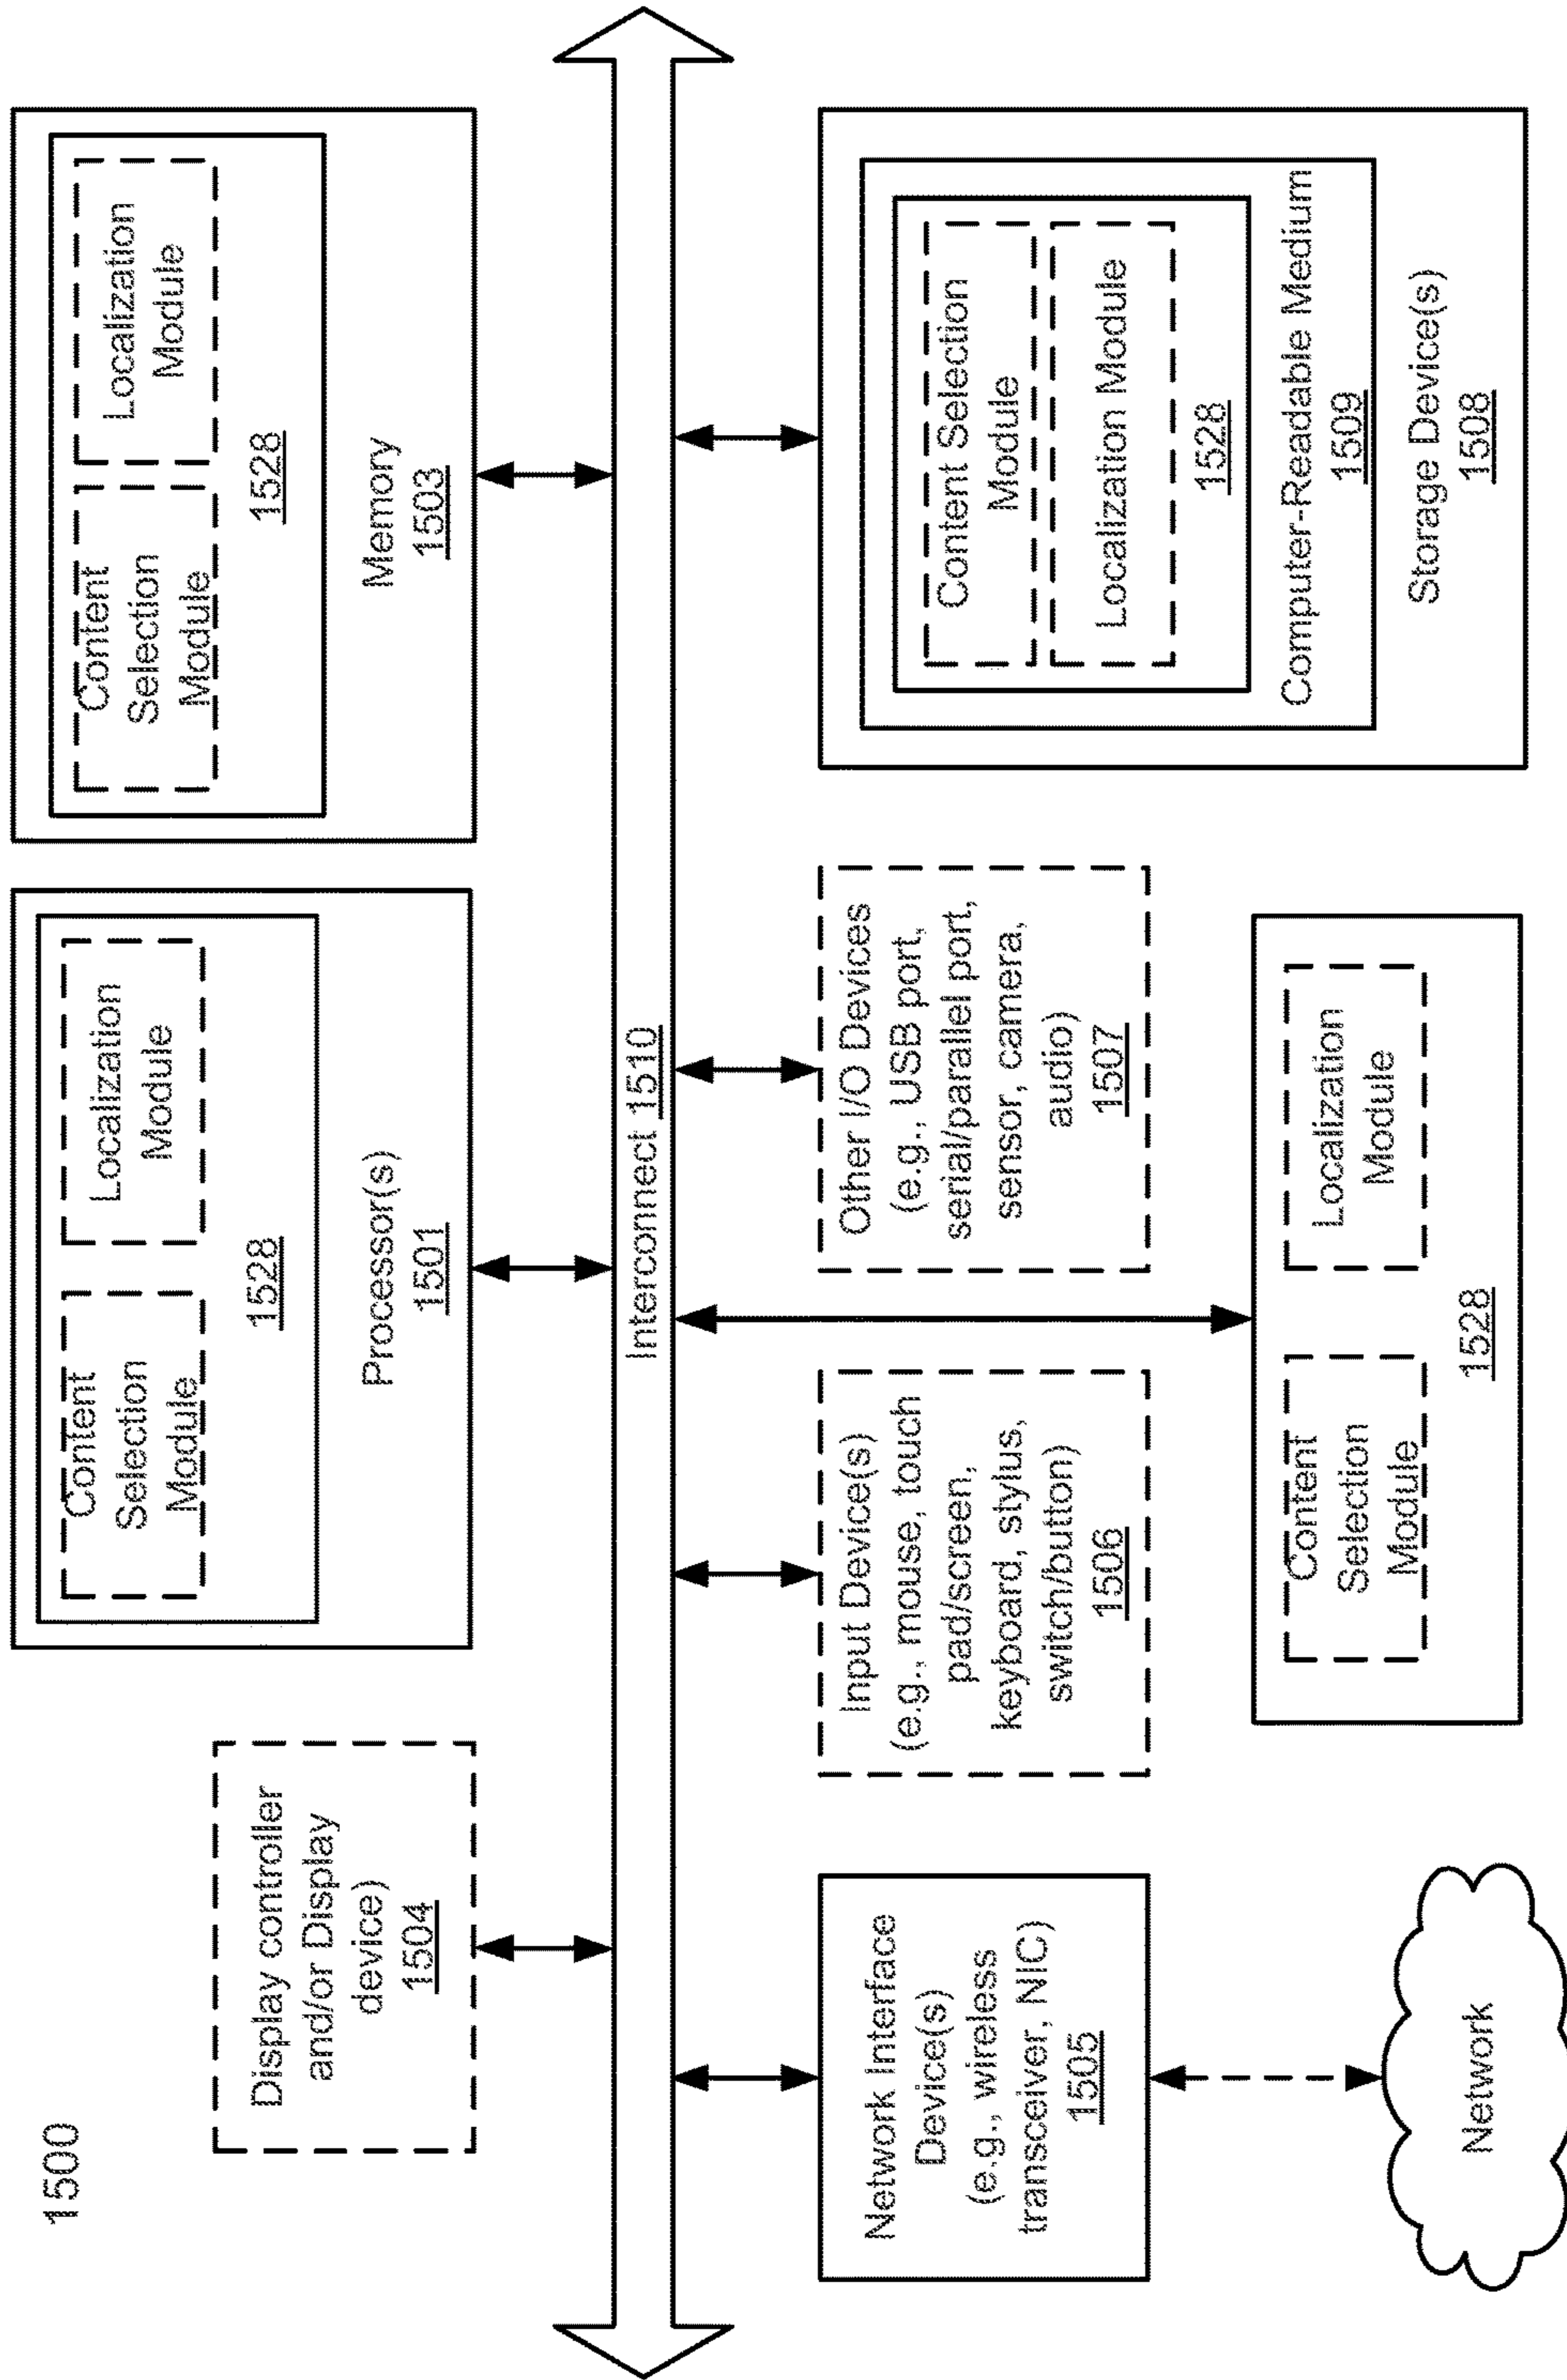 1500
Display controller
and/or Display
device)
1504
Content
Selection
Module
Localization
Module
1528
Processor(s)
1501
Content
Selection
Module
Localization
Module
1528
Memory
1503
Interconnect 1510
Network Interface
Device(s)
(e.g., wireless
transceiver, NIC)
1505
Input Device(s)
(e.g., mouse, touch
pad/screen,
keyboard, stylus,
switch/button)
1506
Other I/O Devices
(e.g., USB port,
serial/parallel port,
sensor, camera,
audio)
1507
Content Selection
Module
Localization Module
1528
Computer-Readable Medium
1509
Storage Device(s)
1508
Network
Content
Selection
Module
Localization
Module
1528